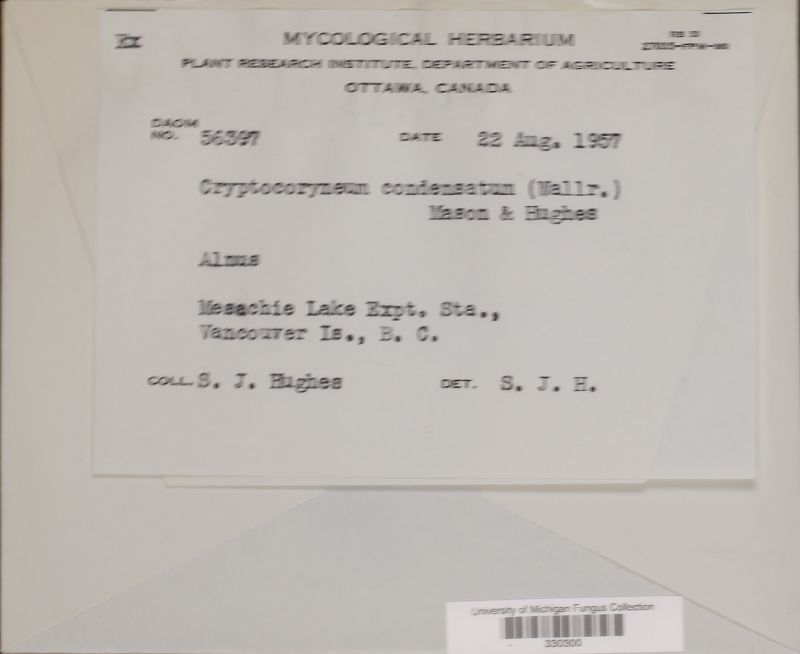 Ex
MYCOLOGICAL HERBARIUM
PLANT RESEARCH INSTITUTE, DEPARTMENT OF AGRICULTURE
OTTAWA, CANADA
DAOM
NO. 56397 DATE 22 Aug. 1957
Cryptocoryneum condensatum (Wallr.)
Mason & Hughes
Alnus
Mesachie Lake Expt. Sta.,
Vancouver Is., B. C.
COLL. S. J. Hughes DET. S. J. H.
University of Michigan Fungus Collection